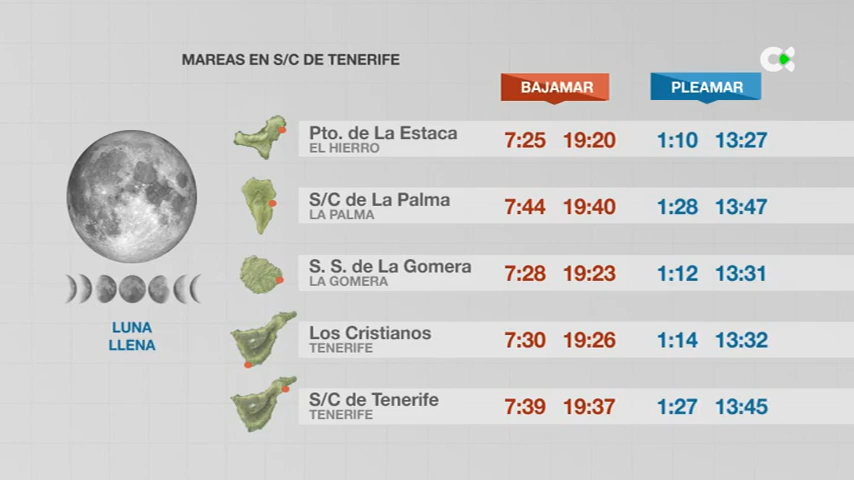 MAREAS EN S/C DE TENERIFE
BAJAMAR PLEAMAR
Pto. de La Estaca 7:25 19:20 1:10 13:27
EL HIERRO
S/C de La Palma 7:44 19:40 1:28 13:47
LA PALMA
S. S. de La Gomera 7:28 19:23 1:12 13:31
LA GOMERA
Los Cristianos 7:30 19:26 1:14 13:32
TENERIFE
S/C de Tenerife 7:39 19:37 1:27 13:45
TENERIFE
LUNA
LLENA